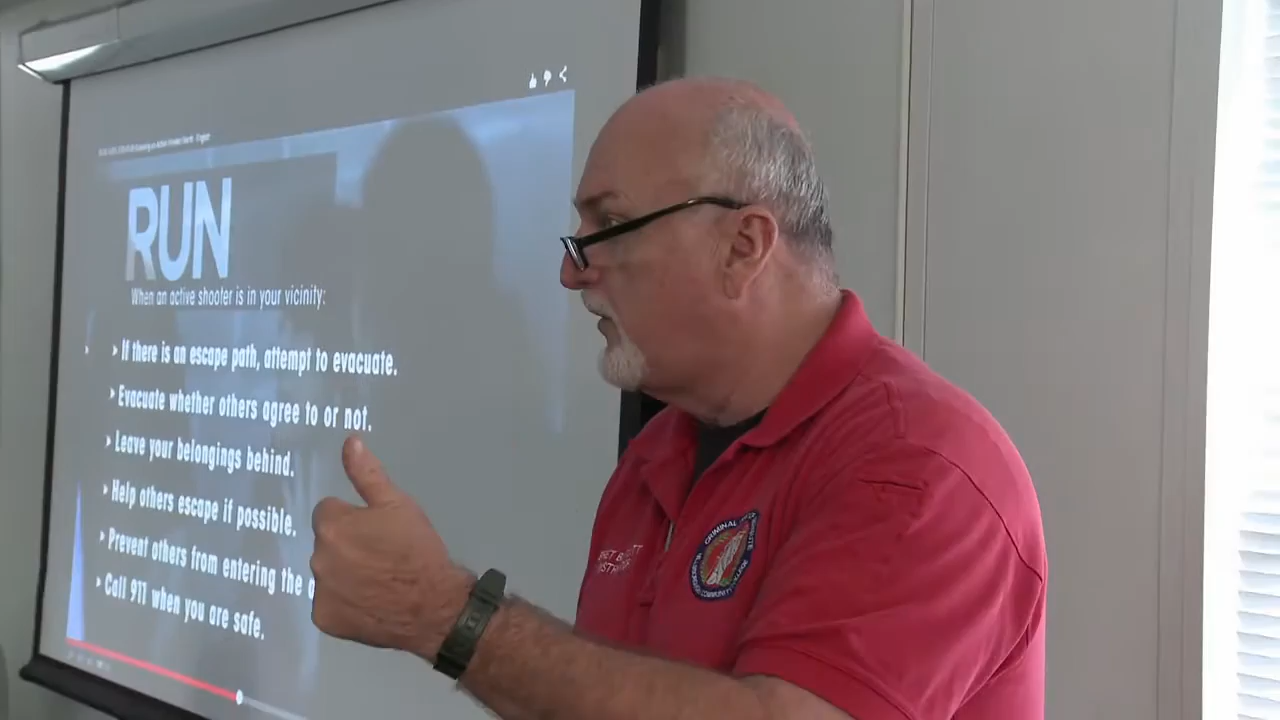 RUN
When an active shooter is in your vicinity:
If there is an escape path, attempt to evacuate.
Evacuate whether others agree to or not.
Leave your belongings behind.
Help others escape if possible.
Prevent others from entering the
Call 911 when you are safe.
CRIMINAL